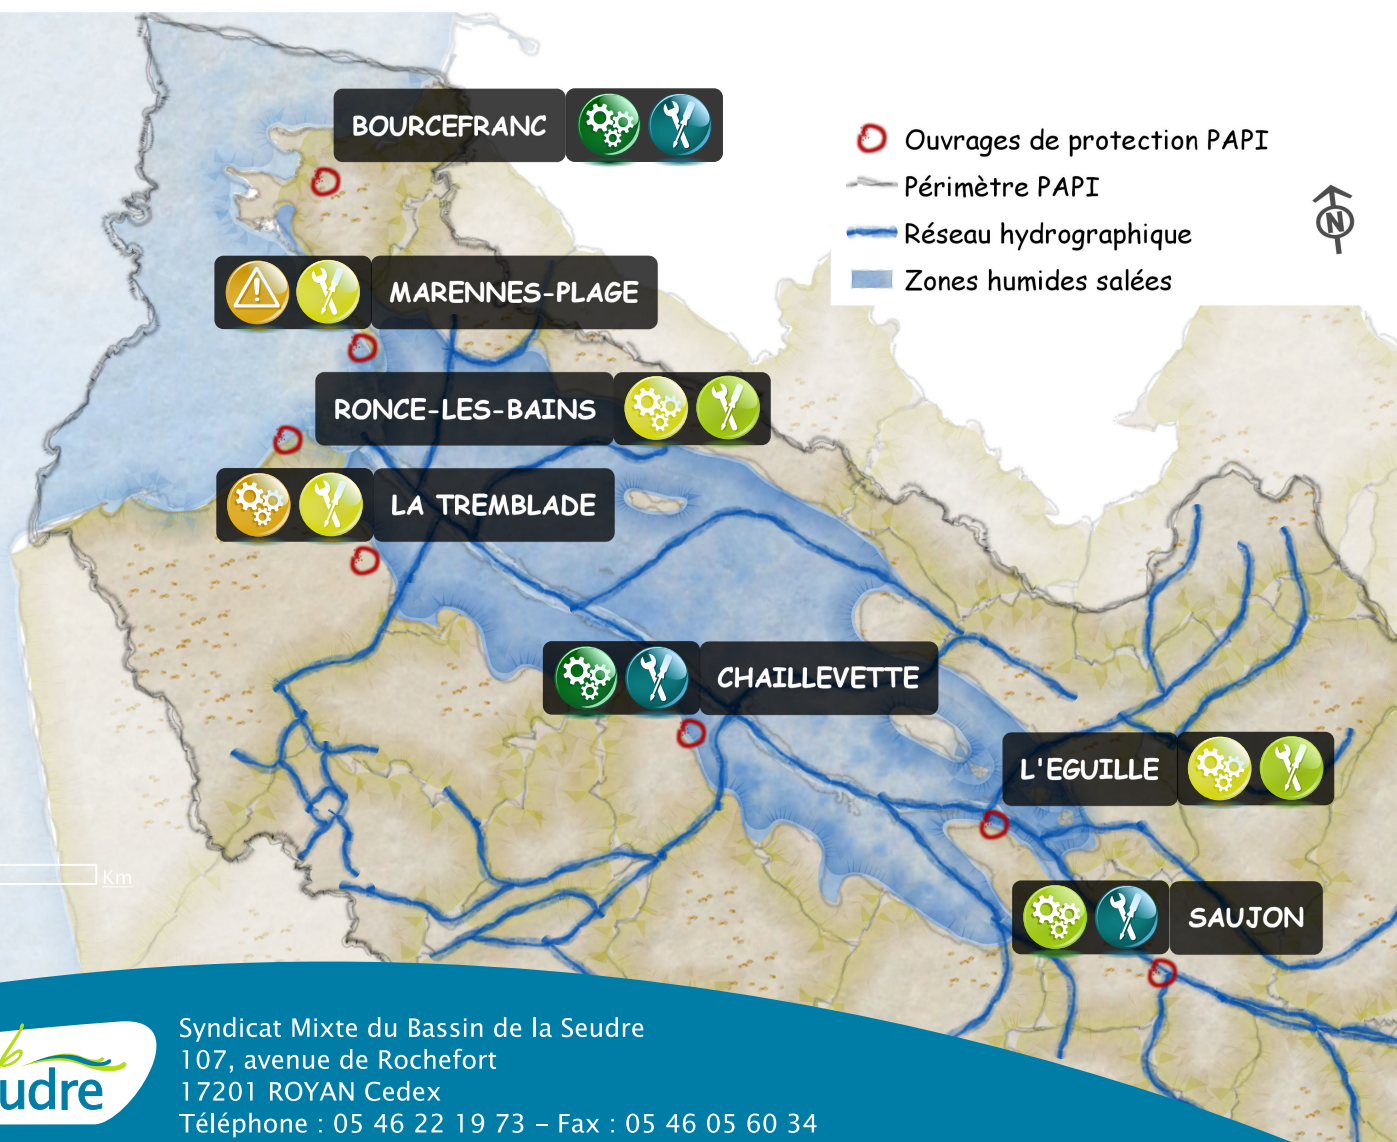 BOURCEFRANC
Ouvrages de protection PAPI
Périmètre PAPI
N
Réseau hydrographique
Zones humides salées
MARENNES-PLAGE
RONCE-LES-BAINS
LA TREMBLADE
CHAILLEVETTE
L'EGUILLE
Km
SAUJON
b
udre
Syndicat Mixte du Bassin de la Seudre
107, avenue de Rochefort
17201 ROYAN Cedex
Téléphone : 05 46 22 19 73 – Fax : 05 46 05 60 34